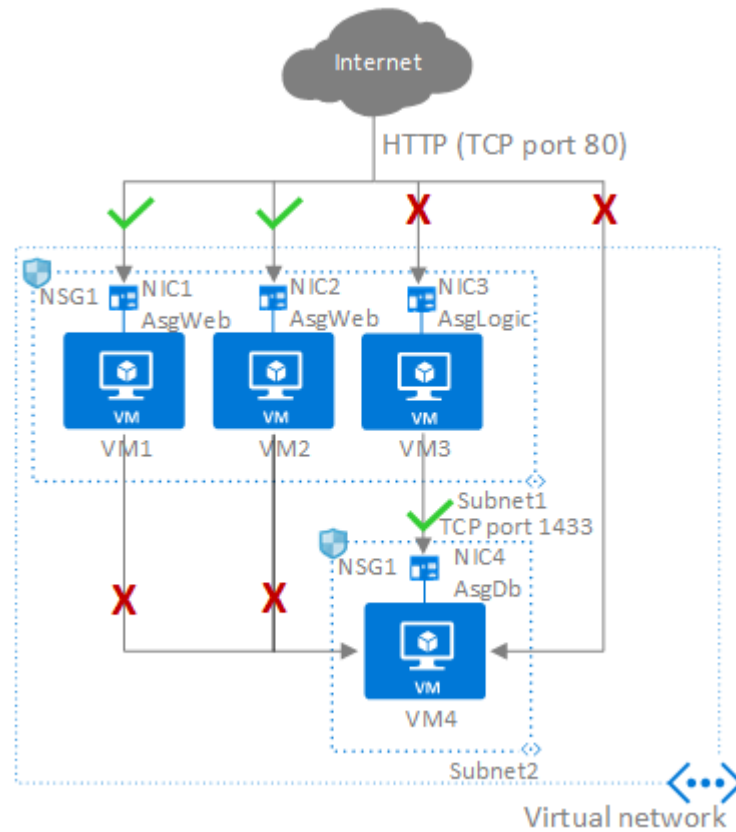 Internet
HTTP (TCP port 80)
X X
NSG1
NIC1
AsgWeb
NIC2
AsgWeb
NIC3
AsgLogic
VM
VM
VM
VM1
VM2
VM3
Subnet1
TCP port 1433
NSG1
NIC4
AsgDb
X X
VM
VM4
Subnet2
Virtual network